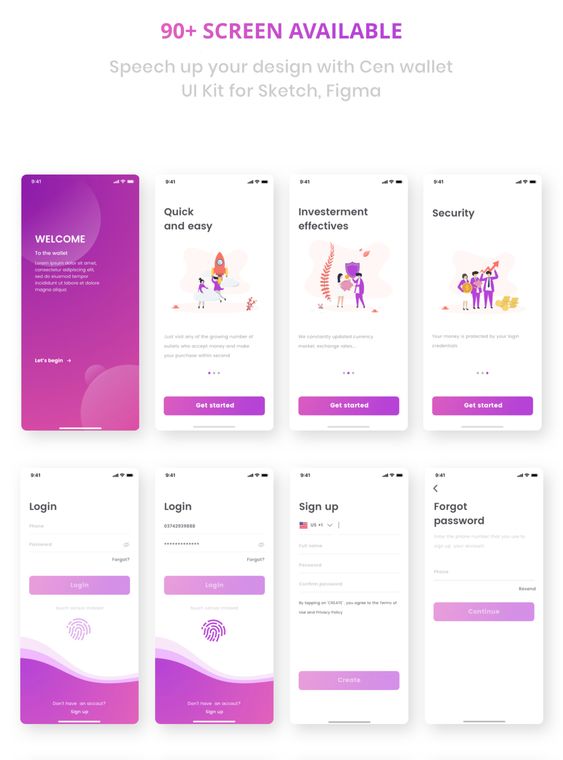 90+ SCREEN AVAILABLE
Speech up your design with Cen wallet
UI Kit for Sketch, Figma
9:41
WELCOME
To the wallet
Lorem ipsum dolor sit amet,
consectetur adipiscing elit,
sed do eiusmod tempor
incididunt ut labore et dolore
magna aliqua
Let's begin →
9:41
Quick
and easy
Just visit any of the growing number of
outlets who accept money and make
your purchase within second
Get started
9:41
Investerment
effectives
We constantly updated currency
market, exchange rates...
Get started
9:41
Security
Your money is protected by your login
credentials
Get started
9:41
Login
Phone
Password
Forgot?
Login
Touch sensor instead
Don't have an accout?
Sign up
9:41
Login
03742939888
*************
Forgot?
Login
Touch sensor instead
Don't have an accout?
Sign up
9:41
Sign up
US +1
Full name
Password
Confirm password
By tapping on "CREATE", you agree to the Terms of
Use and Privacy Policy
Create
9:41
Forgot
password
Enter the phone number that you use to
sign up your account
Phone
Resend
Continue